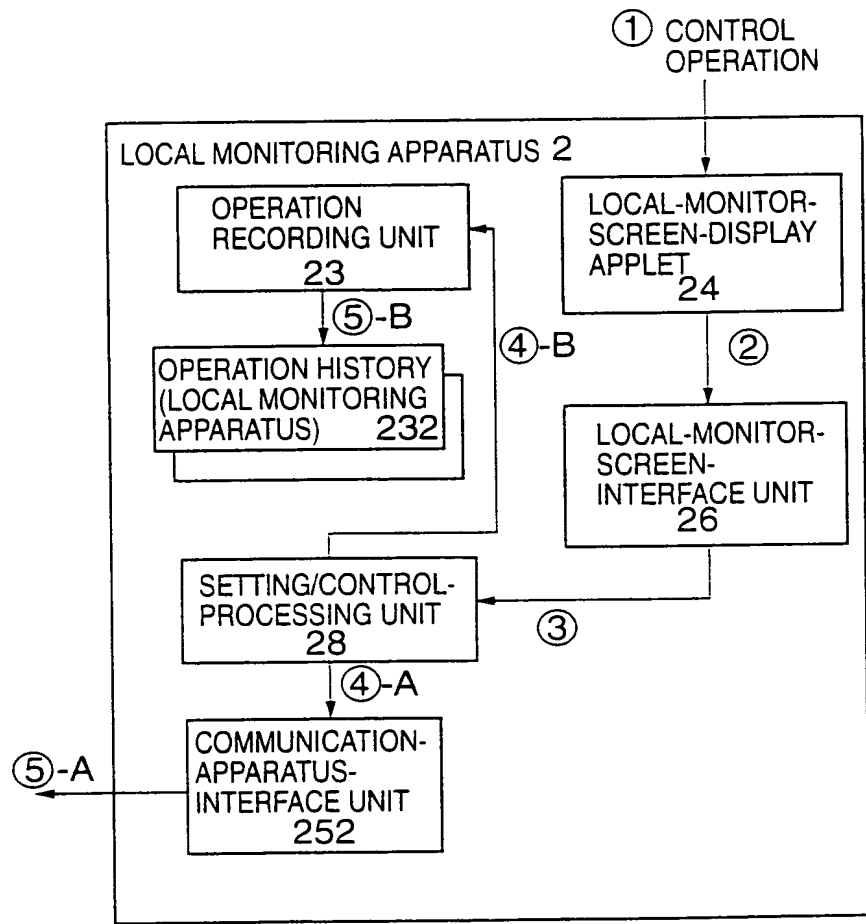 ① CONTROL
OPERATION
LOCAL MONITORING APPARATUS 2
OPERATION
RECORDING UNIT
23
LOCAL-MONITOR-
SCREEN-DISPLAY
APPLET
24
⑤-B
④-B
②
OPERATION HISTORY
(LOCAL MONITORING
APPARATUS) 232
LOCAL-MONITOR-
SCREEN-
INTERFACE UNIT
26
SETTING/CONTROL-
PROCESSING UNIT
28
③
④-A
COMMUNICATION-
APPARATUS-
INTERFACE UNIT
252
⑤-A